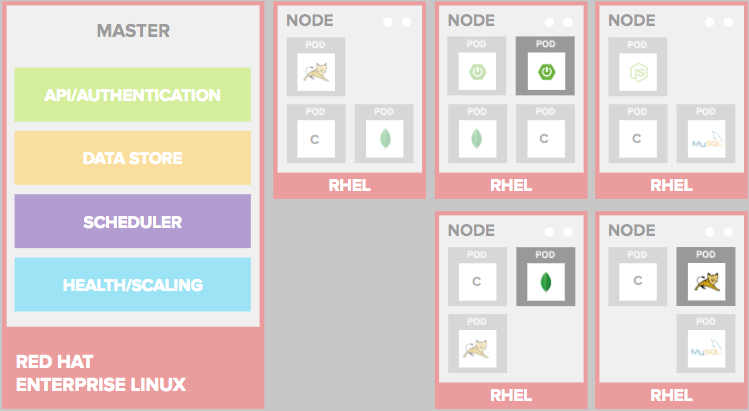 MASTER
API/AUTHENTICATION
DATA STORE
SCHEDULER
HEALTH/SCALING
RED HAT
ENTERPRISE LINUX
NODE
POD
POD
C
POD
RHEL
NODE
POD
POD
POD
POD
C
RHEL
NODE
POD
JS
POD
C
POD
MySQL
RHEL
NODE
POD
C
POD
POD
RHEL
NODE
POD
C
POD
POD
MySQL
RHEL